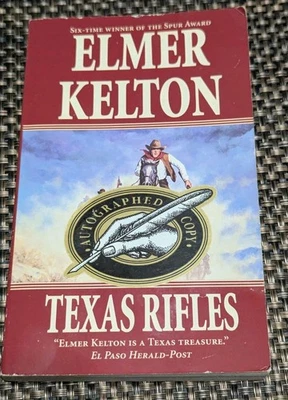 Six-time winner of the Spur Award
ELMER
KELTON
AUTOGRAPHED
COPY
TEXAS RIFLES
"Elmer Kelton is a Texas treasure."
El Paso Herald-Post